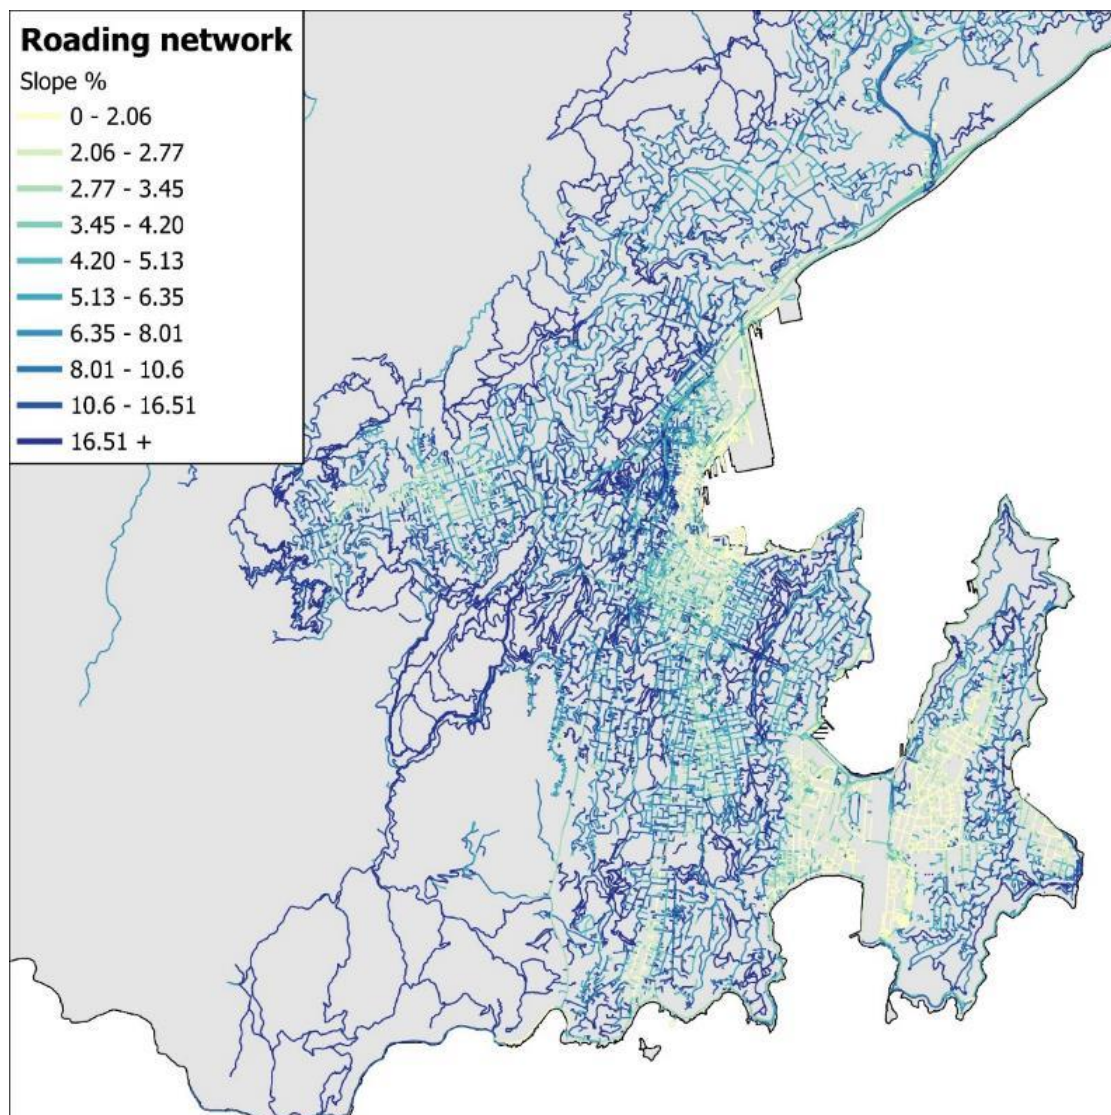 Roading network
Slope %
0 - 2.06
2.06 - 2.77
2.77 - 3.45
3.45 - 4.20
4.20 - 5.13
5.13 - 6.35
6.35 - 8.01
8.01 - 10.6
10.6 - 16.51
16.51 +